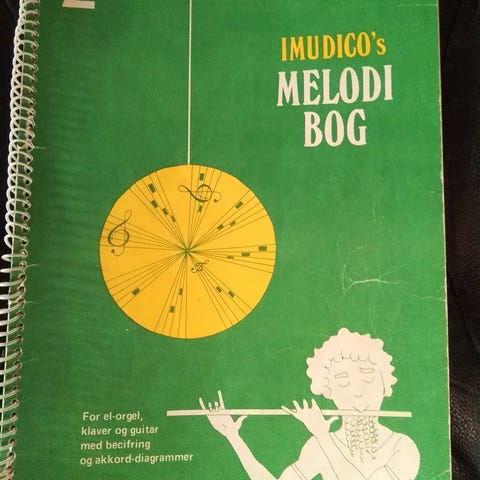 IMUDICO's
MELODI
BOG
For el-orgel,
klaver og guitar
med becifring
og akkord-diagrammer